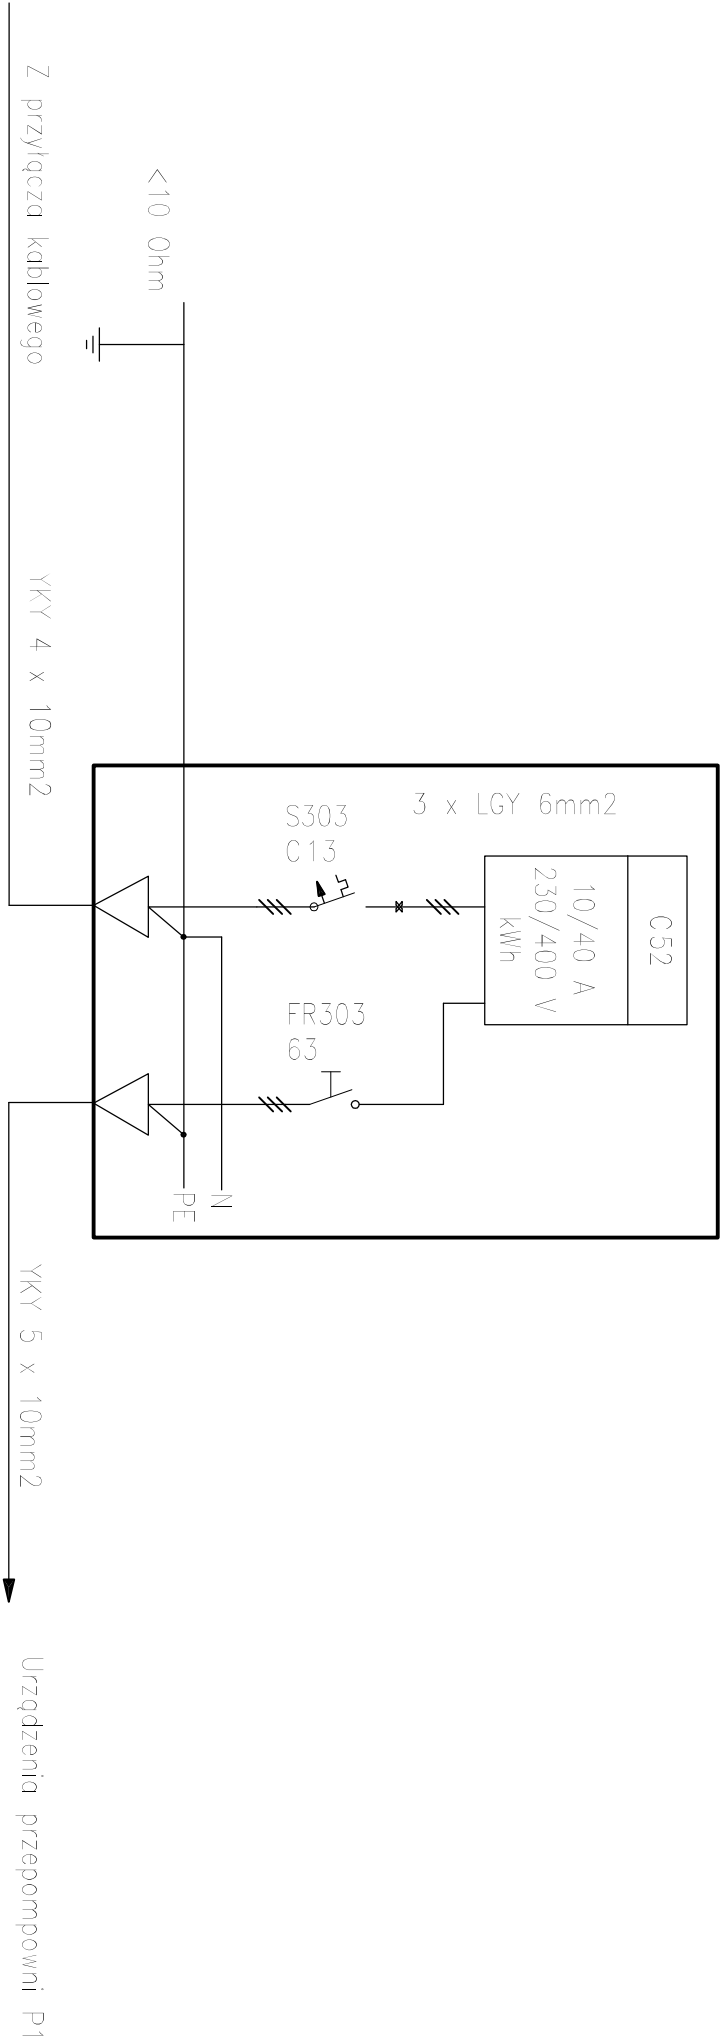 Z przyłącza kablowego
<10 Ohm
YKY 4 x 10mm2
3 x LGY 6mm2
S303
C13
C52
10/40 A
230/400 V
kWh
FR303
63
N
PE
YKY 5 x 10mm2
Urządzenia przepompowni P1